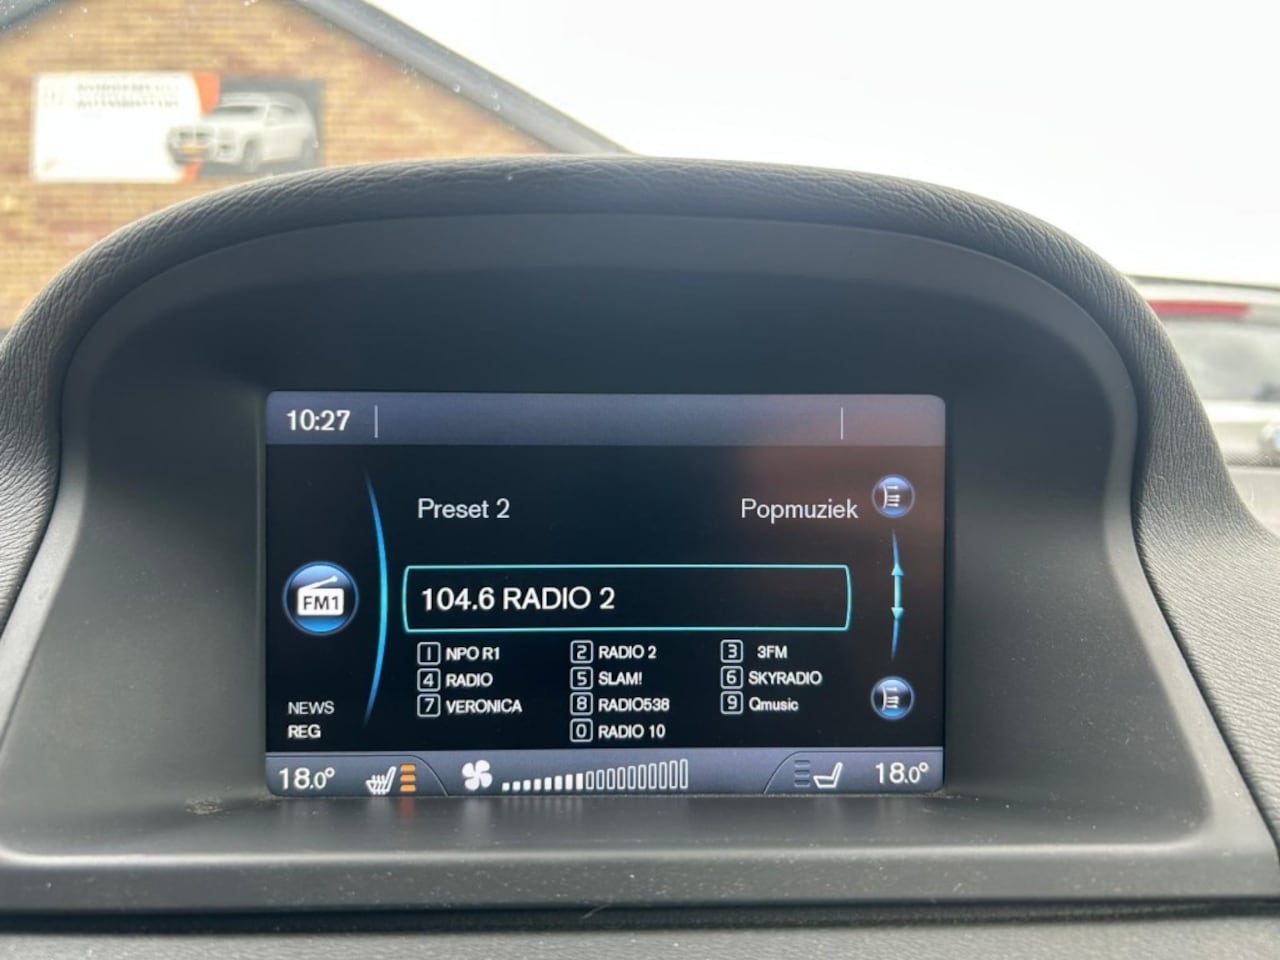 10:27
Preset 2 Popmuziek
FM1
104.6 RADIO 2
1 NPO R1 2 RADIO 2 3 3FM
4 RADIO 5 SLAM! 6 SKYRADIO
7 VERONICA 8 RADIO538 9 Qmusic
0 RADIO 10
NEWS
REG
18.0° 18.0°